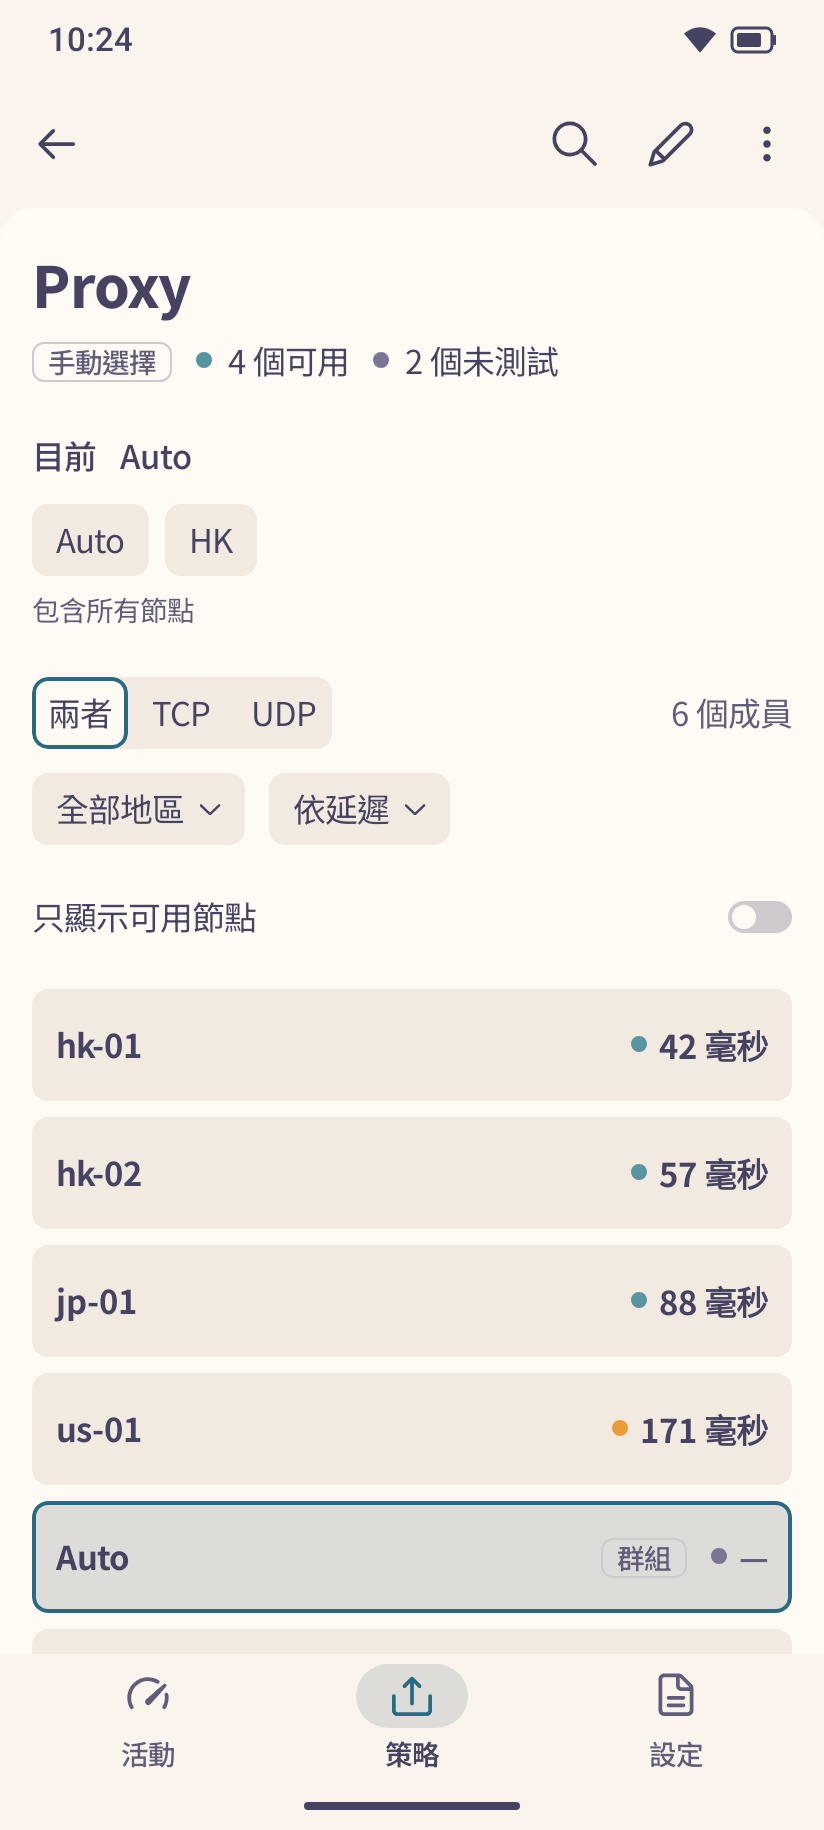 10:24
Proxy
手動選擇 4 個可用 2 個未測試
目前 Auto
Auto HK
包含所有節點
兩者 TCP UDP 6 個成員
全部地區 依延遲
只顯示可用節點
hk-01 42 毫秒
hk-02 57 毫秒
jp-01 88 毫秒
us-01 171 毫秒
Auto 群組 —
活動 策略 設定